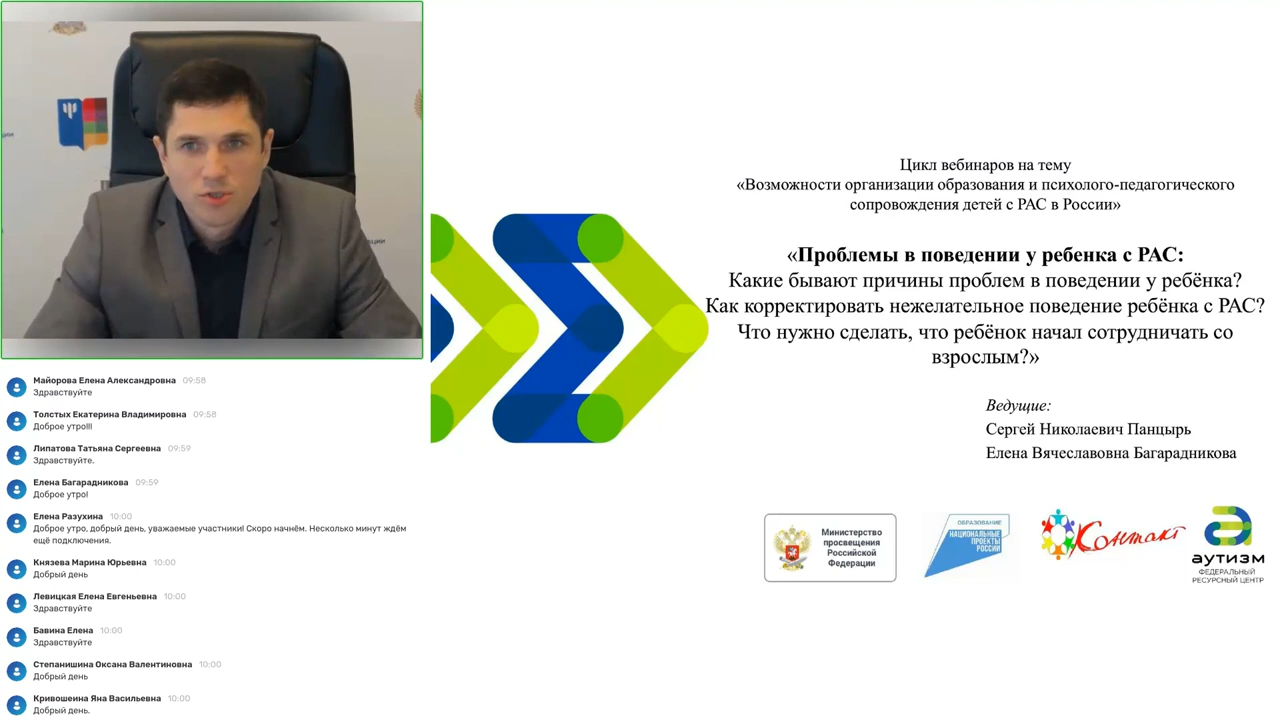 Майорова Елена Александровна 09:58
Здравствуйте
Толстых Екатерина Владимировна 09:58
Доброе утро!!!
Липатова Татьяна Сергеевна 09:59
Здравствуйте.
Елена Багарадникова 09:59
Доброе утро!
Елена Разухина 10:00
Доброе утро, добрый день, уважаемые участники! Скоро начнём. Несколько минут ждём
ещё подключения.
Князева Марина Юрьевна 10:00
Добрый день
Левицкая Елена Евгеньевна 10:00
Здравствуйте
Бавина Елена 10:00
Здравствуйте
Степанишина Оксана Валентиновна 10:00
Добрый день
Кривошеина Яна Васильевна 10:00
Добрый день.
Цикл вебинаров на тему
«Возможности организации образования и психолого-педагогического
сопровождения детей с РАС в России»
«Проблемы в поведении у ребенка с РАС:
Какие бывают причины проблем в поведении у ребёнка?
Как корректировать нежелательное поведение ребёнка с РАС?
Что нужно сделать, что ребёнок начал сотрудничать со
взрослым?»
Ведущие:
Сергей Николаевич Панцырь
Елена Вячеславовна Багарадникова
Министерство
просвещения
Российской
Федерации
ОБРАЗОВАНИЕ
НАЦИОНАЛЬНЫЕ
ПРОЕКТЫ
РОССИИ
Контакт
аутизм
ФЕДЕРАЛЬНЫЙ
РЕСУРСНЫЙ ЦЕНТР